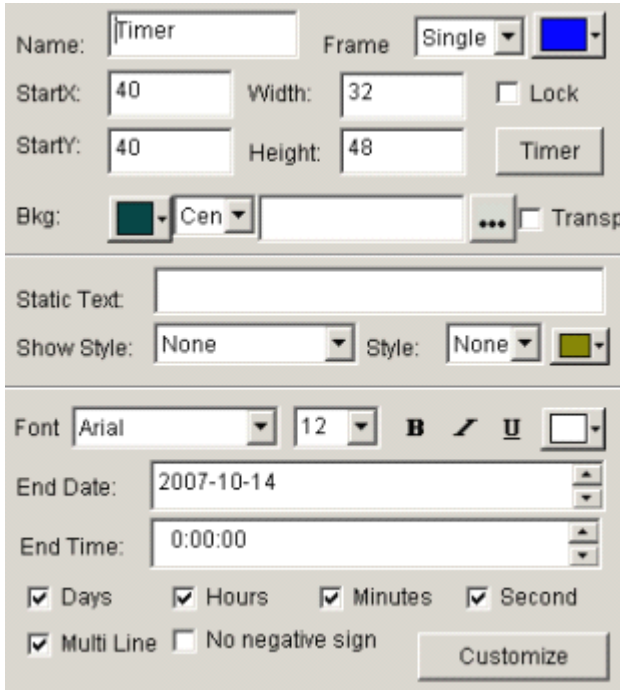 Name: Timer Frame Single
StartX: 40 Width: 32 Lock
StartY: 40 Height: 48 Timer
Bkg: Cen ... Transp
Static Text:
Show Style: None Style: None
Font Arial 12 B I U
End Date: 2007-10-14
End Time: 0:00:00
Days Hours Minutes Second
Multi Line No negative sign Customize